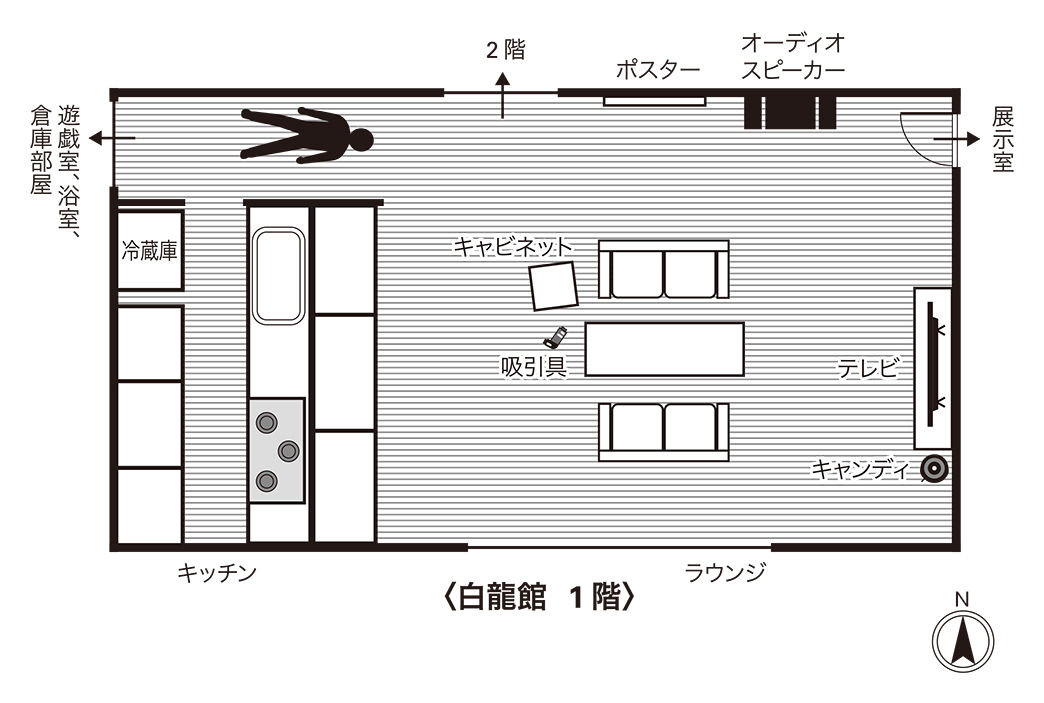 2階
ポスター
オーディオ
スピーカー
遊戯室、浴室、
倉庫部屋
展示室
冷蔵庫
キャビネット
吸引具
テレビ
キャンディ
キッチン
ラウンジ
〈白龍館 1階〉
N